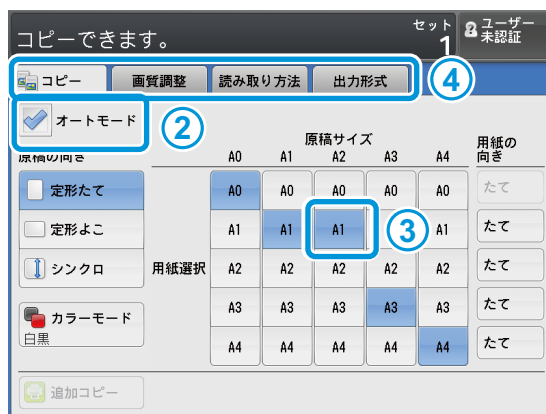 コピーできます。
セット
1
ユーザー
未認証
コピー 画質調整 読み取り方法 出力形式 ④
オートモード ②
原稿の向き
原稿サイズ
用紙の
向き
A0 A1 A2 A3 A4
定形たて A0 A0 A0 A0 A0 たて
定形よこ A1 A1 A1 ③ A1 たて
シンクロ 用紙選択 A2 A2 A2 A2 A2 たて
カラーモード A3 A3 A3 A3 A3 たて
白黒
A4 A4 A4 A4 A4 たて
追加コピー